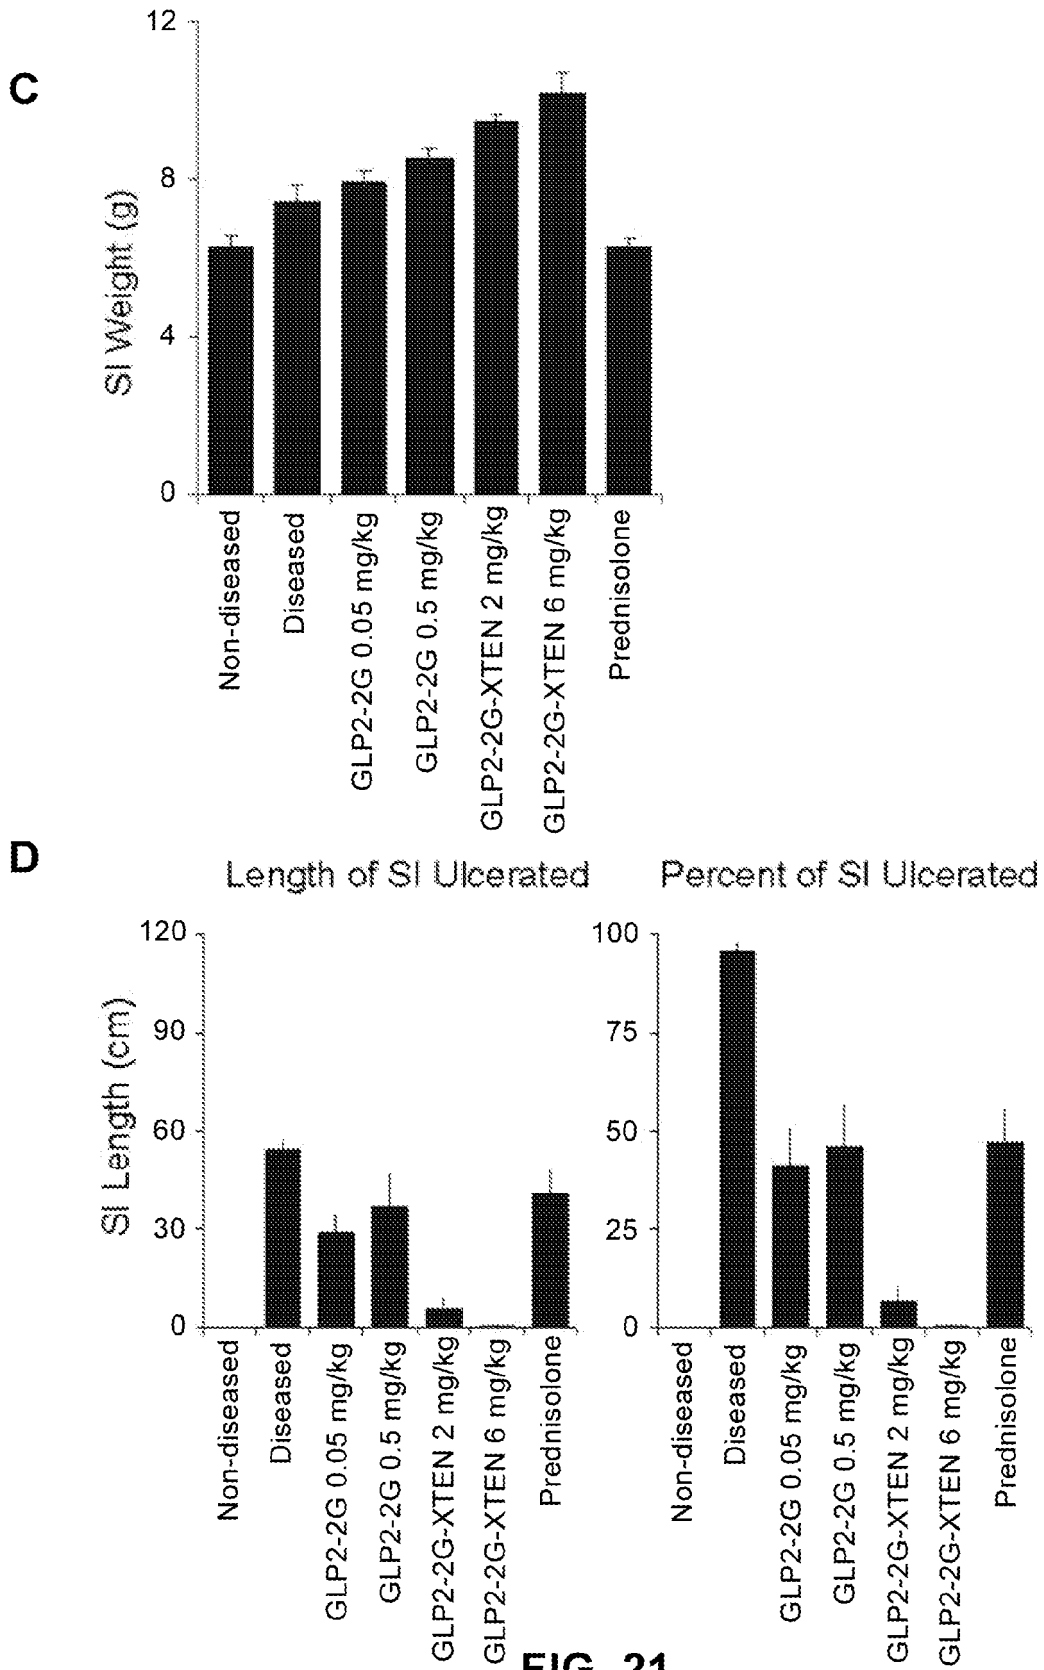 C
SI Weight (g)
12
8
4
0
Non-diseased
Diseased
GLP2-2G 0.05 mg/kg
GLP2-2G 0.5 mg/kg
GLP2-2G-XTEN 2 mg/kg
GLP2-2G-XTEN 6 mg/kg
Prednisolone
D
Length of SI Ulcerated
SI Length (cm)
120
90
60
30
0
Non-diseased
Diseased
GLP2-2G 0.05 mg/kg
GLP2-2G 0.5 mg/kg
GLP2-2G-XTEN 2 mg/kg
GLP2-2G-XTEN 6 mg/kg
Prednisolone
Percent of SI Ulcerated
100
75
50
25
0
Non-diseased
Diseased
GLP2-2G 0.05 mg/kg
GLP2-2G 0.5 mg/kg
GLP2-2G-XTEN 2 mg/kg
GLP2-2G-XTEN 6 mg/kg
Prednisolone
FIG. 21